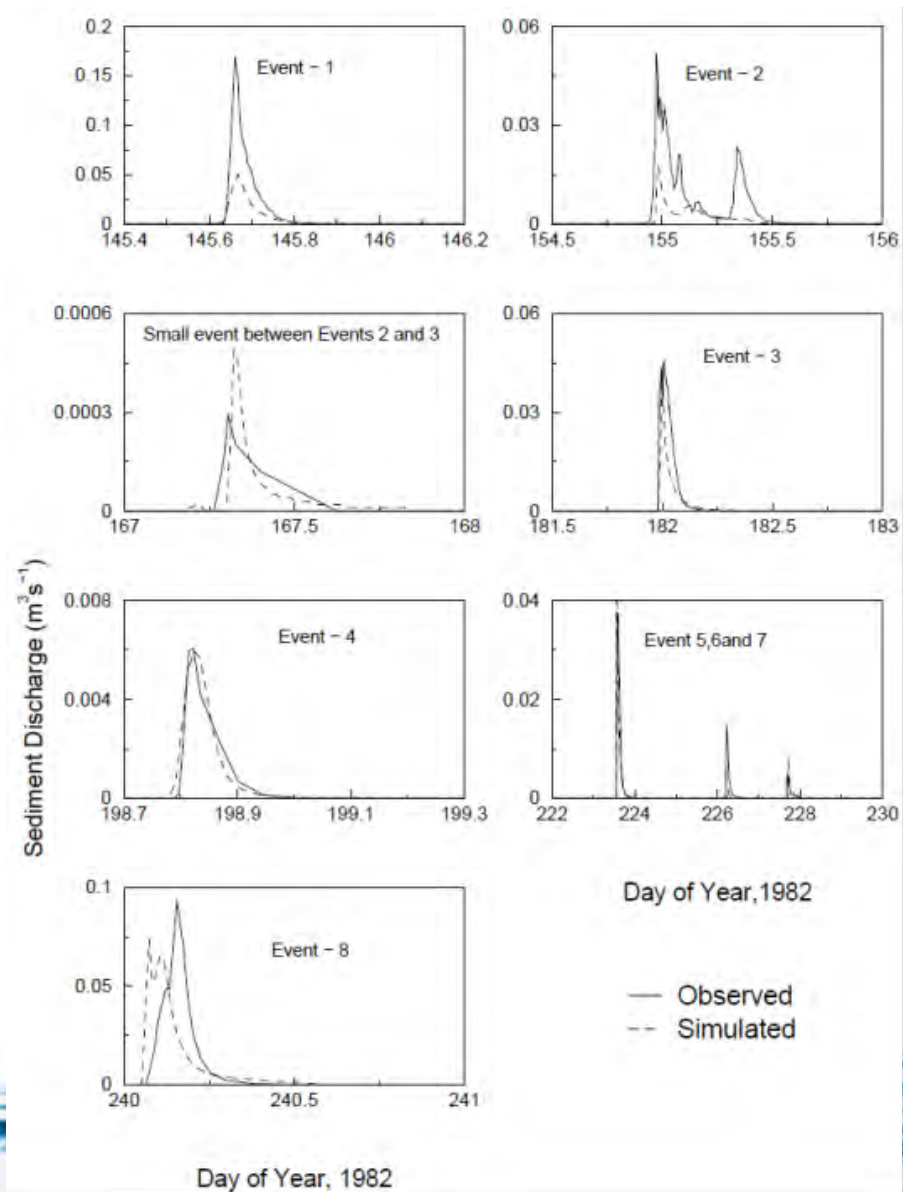 0.2
0.15
0.1
0.05
0
Event − 1
145.4 145.6 145.8 146 146.2
0.06
0.03
0
Event − 2
154.5 155 155.5 156
0.0006
0.0003
0
Small event between Events 2 and 3
167 167.5 168
0.06
0.03
0
Event − 3
181.5 182 182.5 183
Sediment Discharge (m³s⁻¹)
0.008
0.004
0
Event − 4
198.7 198.9 199.1 199.3
0.04
0.02
0
Event 5,6and 7
222 224 226 228 230
Day of Year,1982
0.1
0.05
0
Event − 8
240 240.5 241
Observed
Simulated
Day of Year, 1982